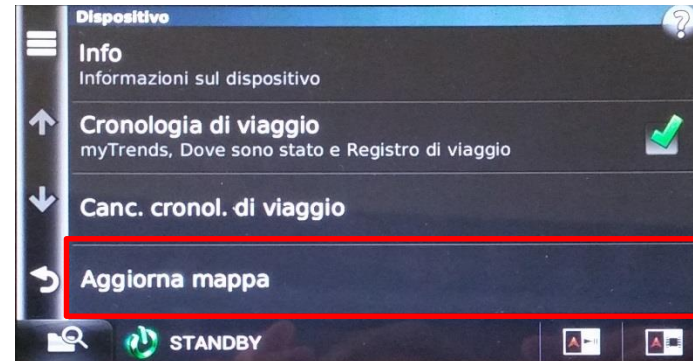 Dispositivo
?
Info
Informazioni sul dispositivo
Cronologia di viaggio
myTrends, Dove sono stato e Registro di viaggio
Canc. cronol. di viaggio
Aggiorna mappa
STANDBY